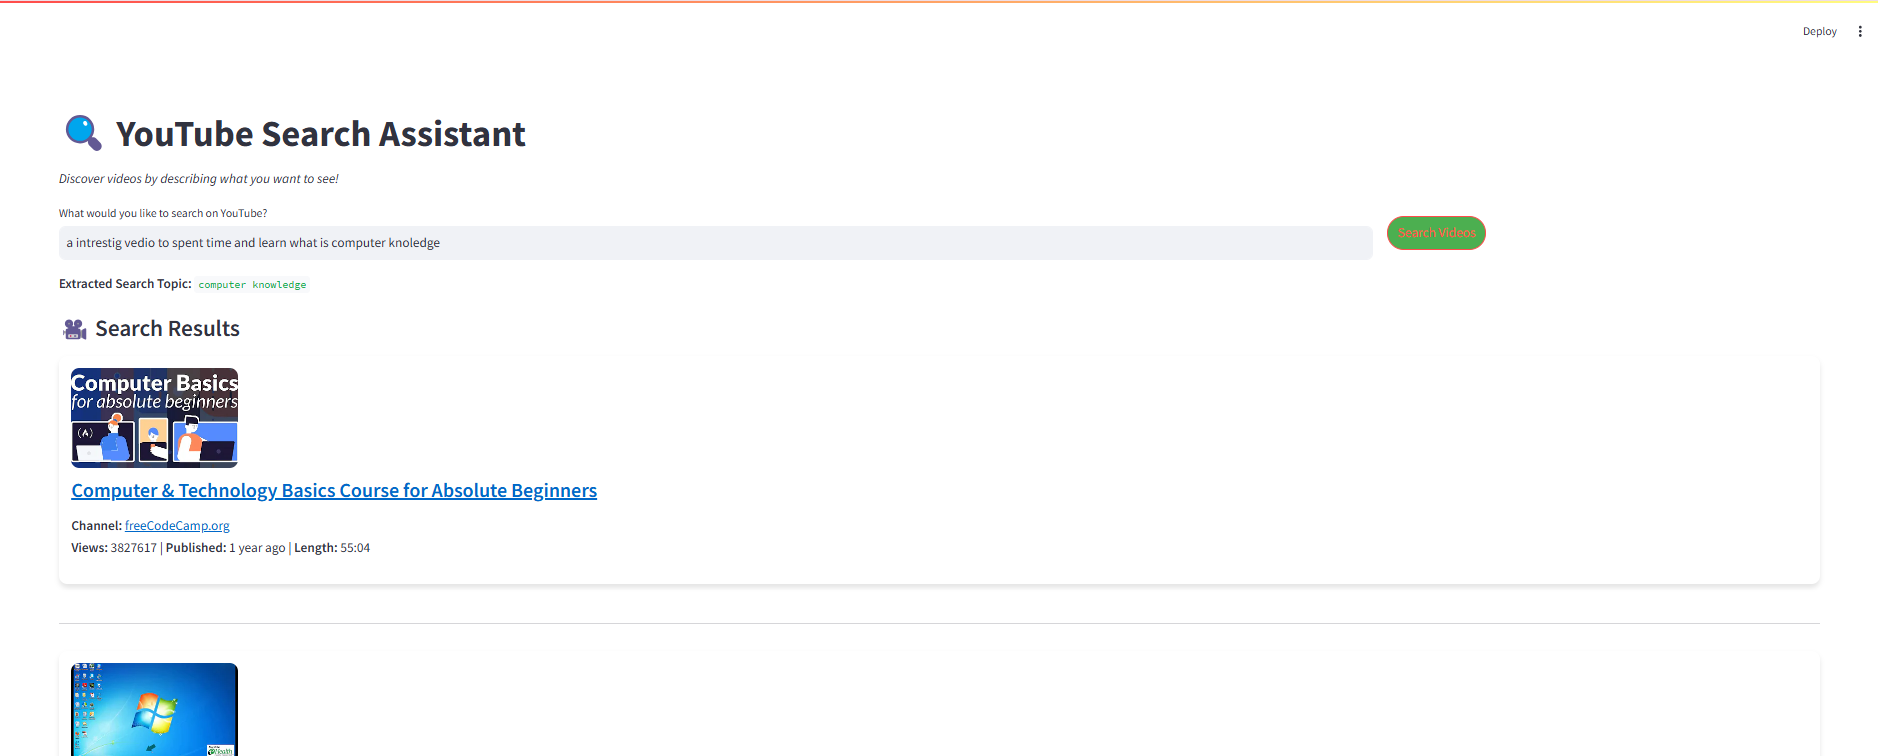 Deploy
YouTube Search Assistant
Discover videos by describing what you want to see!
What would you like to search on YouTube?
a intrestig vedio to spent time and learn what is computer knoledge
Search Videos
Extracted Search Topic: computer knowledge
Search Results
Computer Basics
for absolute beginners
(A)
Computer & Technology Basics Course for Absolute Beginners
Channel: freeCodeCamp.org
Views: 3827617 | Published: 1 year ago | Length: 55:04
Health